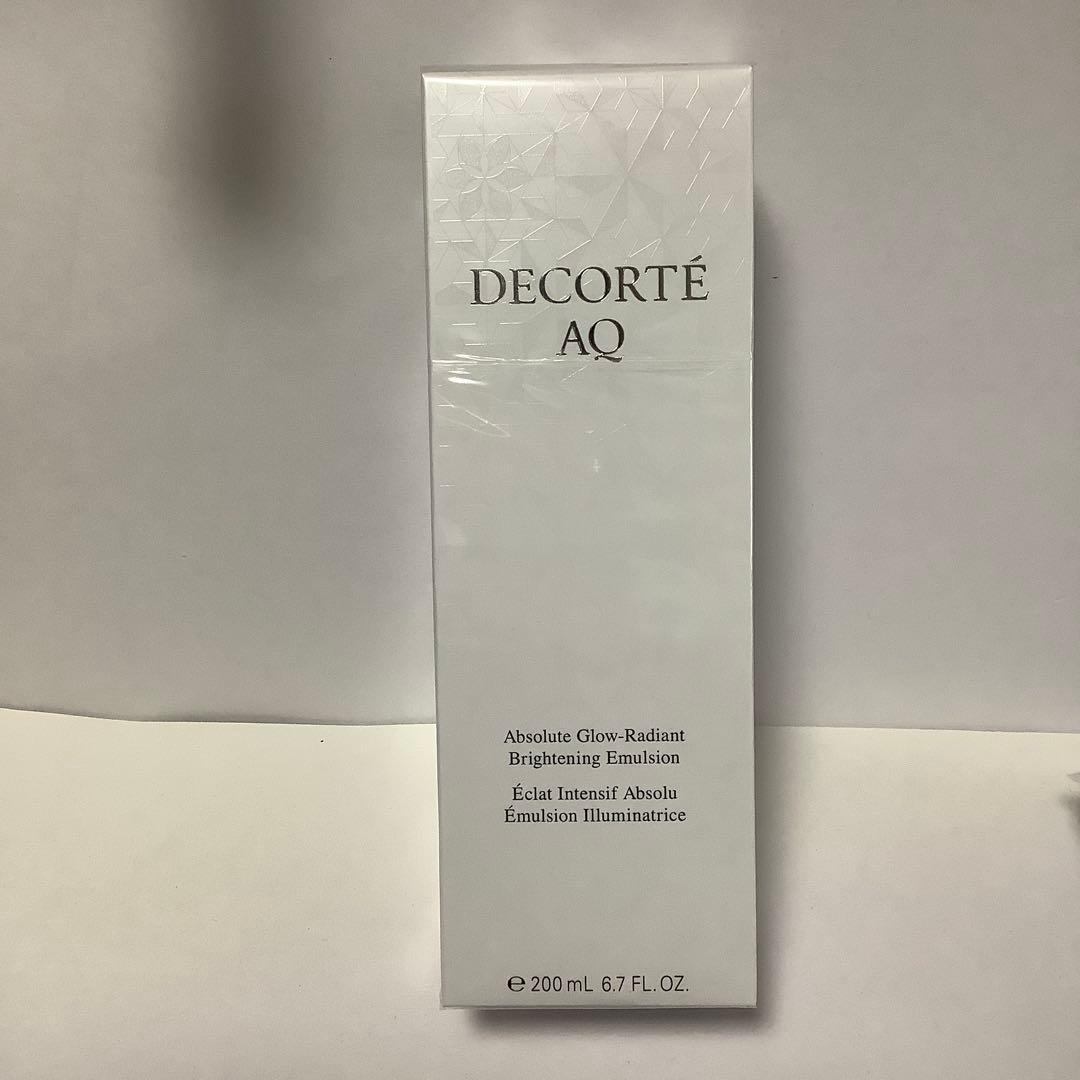 DECORTÉ
AQ
Absolute Glow-Radiant
Brightening Emulsion
Éclat Intensif Absolu
Émulsion Illuminatrice
℮ 200 mL 6.7 FL. OZ.